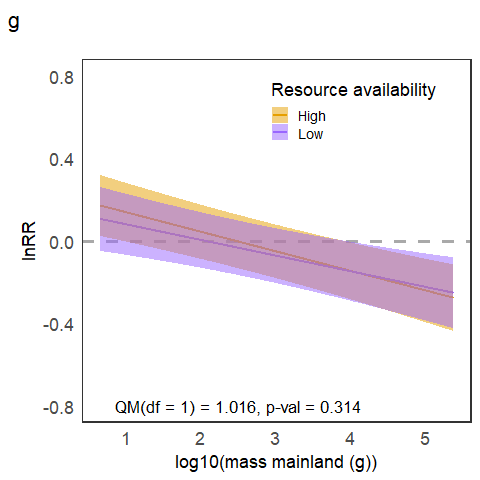 g
0.8
0.4
0.0
-0.4
-0.8
lnRR
Resource availability
High
Low
QM(df = 1) = 1.016, p-val = 0.314
1 2 3 4 5
log10(mass mainland (g))